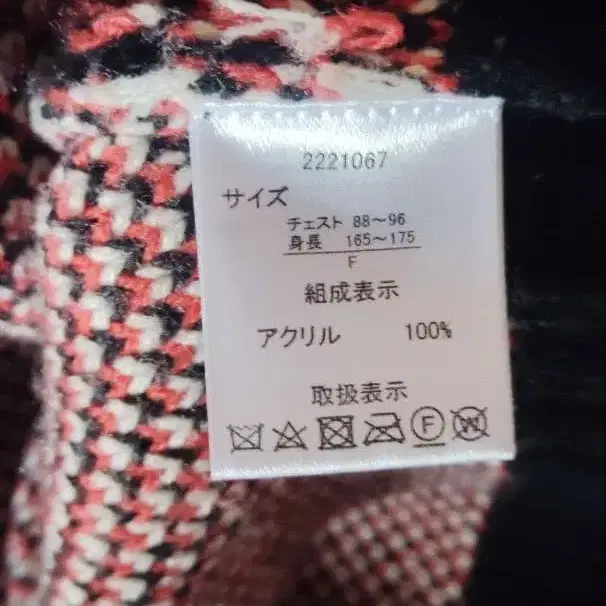 2221067
サイズ
チェスト 88～96
身長 165～175
F
組成表示
アクリル 100%
取扱表示
F W